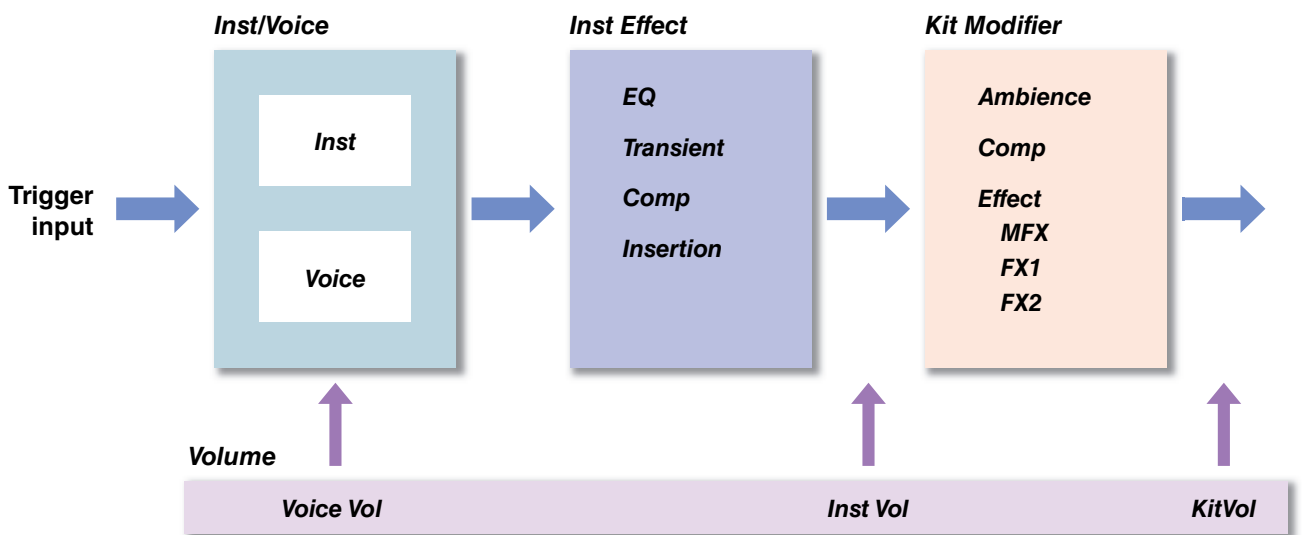 Inst/Voice
Inst Effect
Kit Modifier
Trigger
input
Inst
Voice
EQ
Transient
Comp
Insertion
Ambience
Comp
Effect
MFX
FX1
FX2
Volume
Voice Vol
Inst Vol
KitVol